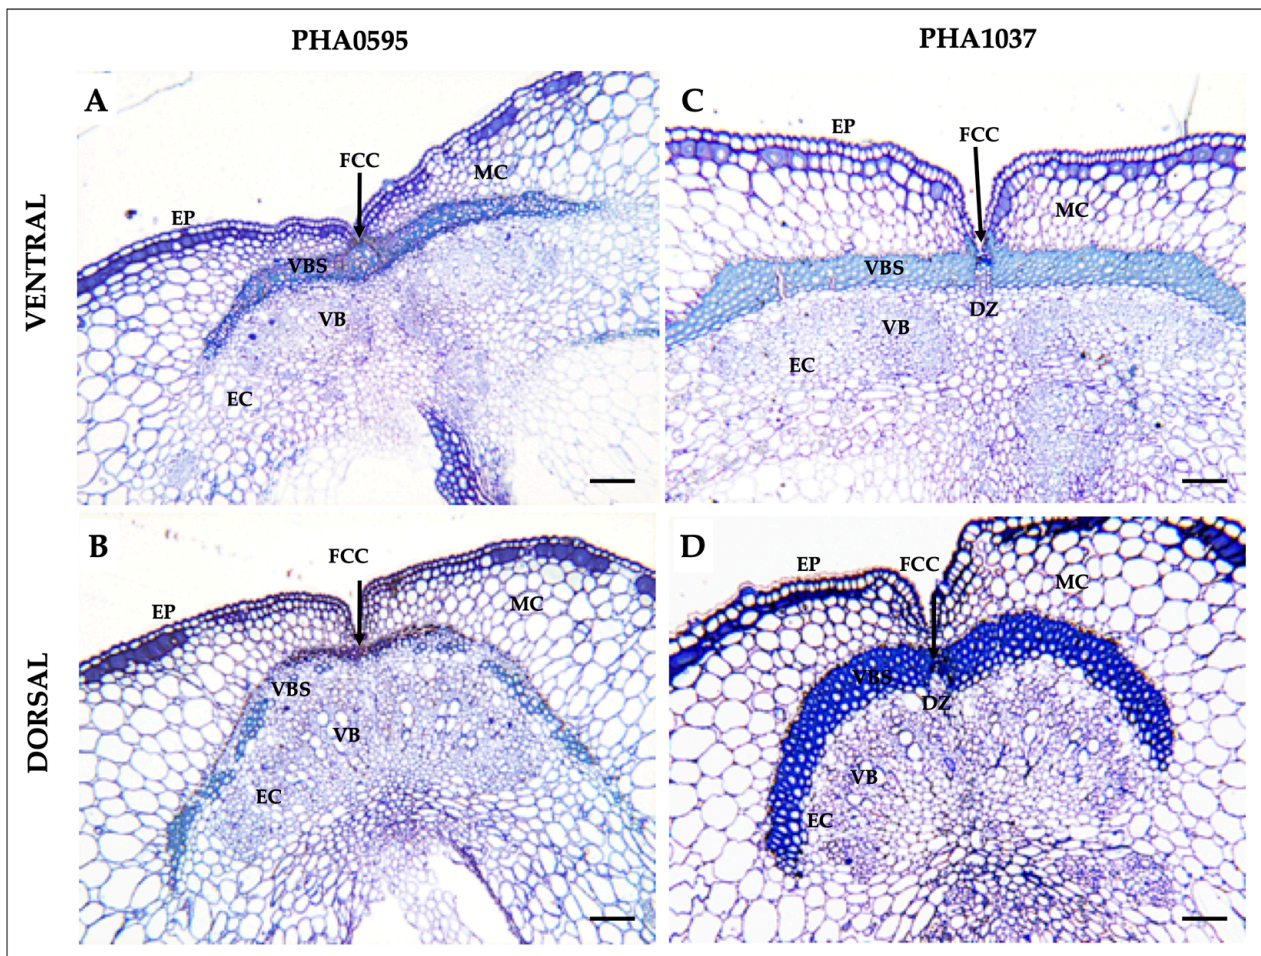 PHA0595
PHA1037
VENTRAL
A
FCC
MC
EP
VBS
VB
EC
C
EP
FCC
MC
VBS
DZ
VB
EC
DORSAL
B
FCC
EP
MC
VBS
VB
EC
D
EP
FCC
MC
VBS
DZ
VB
EC